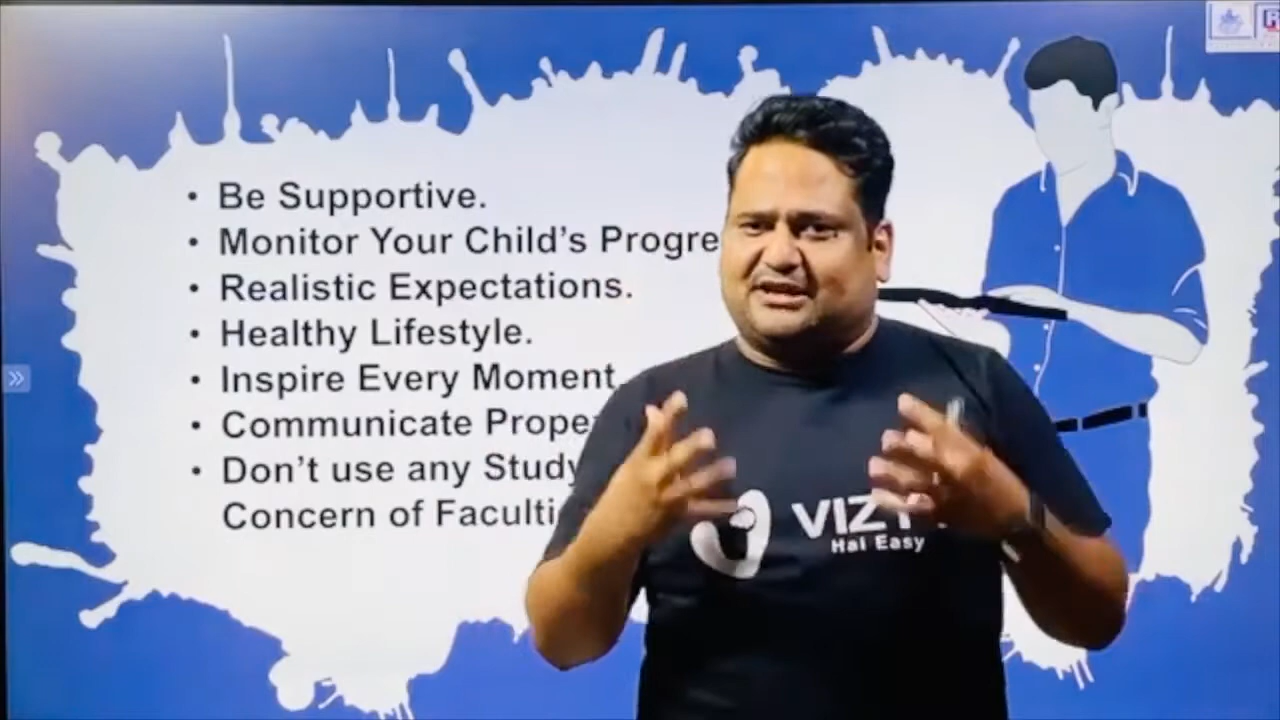 • Be Supportive.
• Monitor Your Child's
• Realistic Expectations.
• Healthy Lifestyle.
• Inspire Every Moment
• Communicate
• Don't use any Study
Concern of
Hai Easy